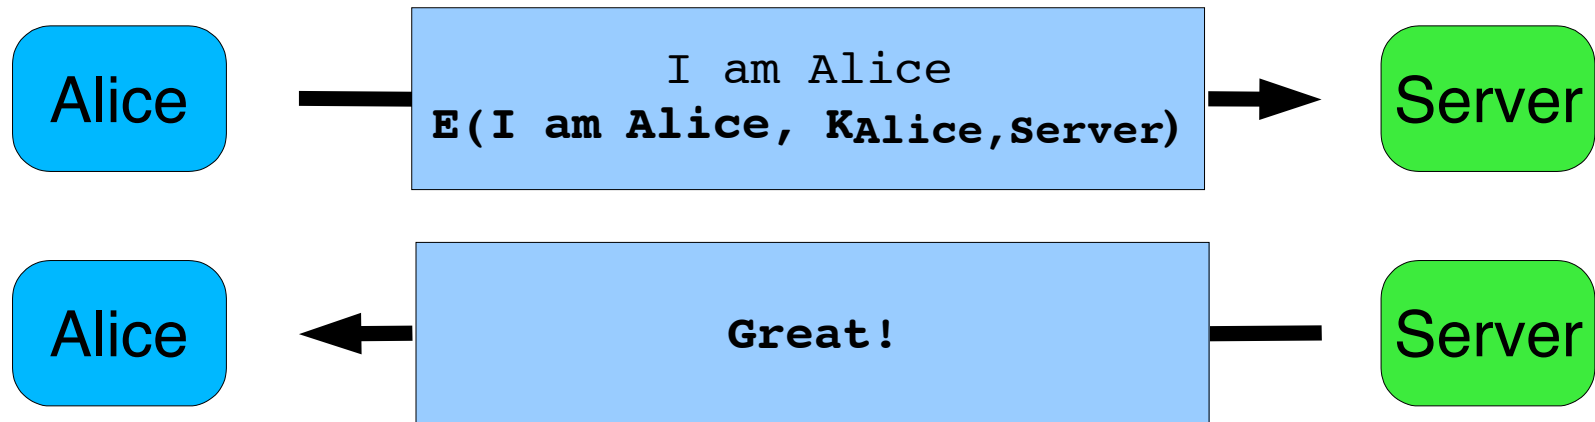 Alice
I am Alice
E(I am Alice, KAlice,Server)
Server
Alice
Great!
Server